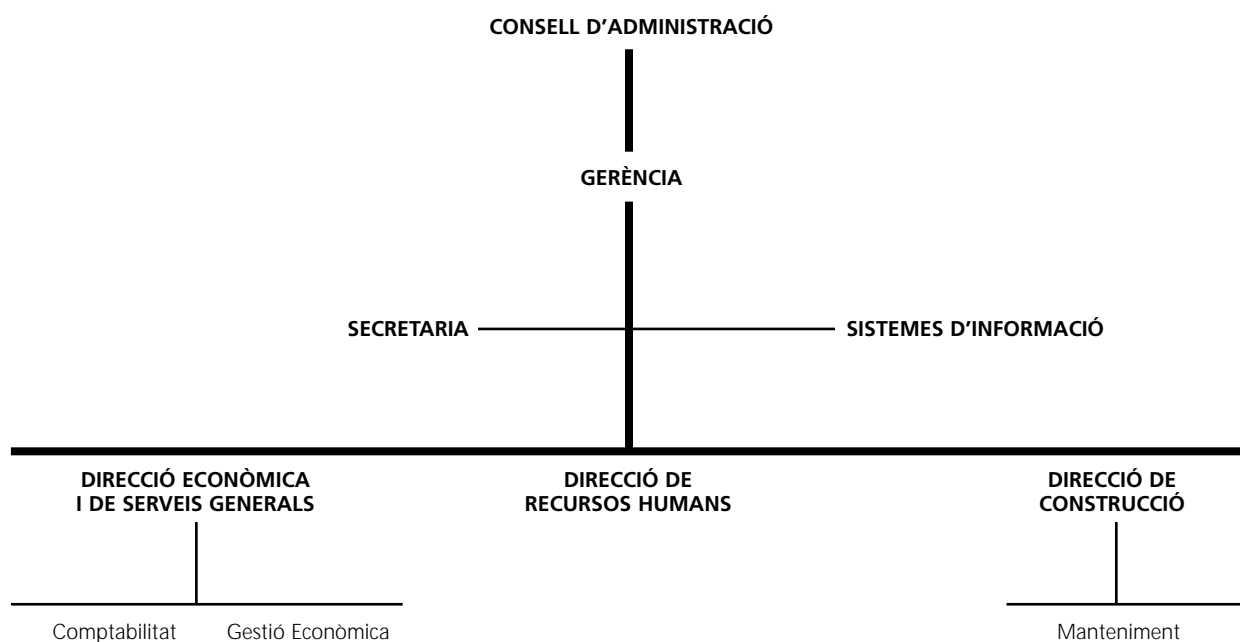 CONSELL D’ADMINISTRACIÓ
GERÈNCIA
SECRETARIA
SISTEMES D’INFORMACIÓ
DIRECCIÓ ECONÒMICA
I DE SERVEIS GENERALS
DIRECCIÓ DE
RECURSOS HUMANS
DIRECCIÓ DE
CONSTRUCCIÓ
Comptabilitat
Gestió Econòmica
Manteniment